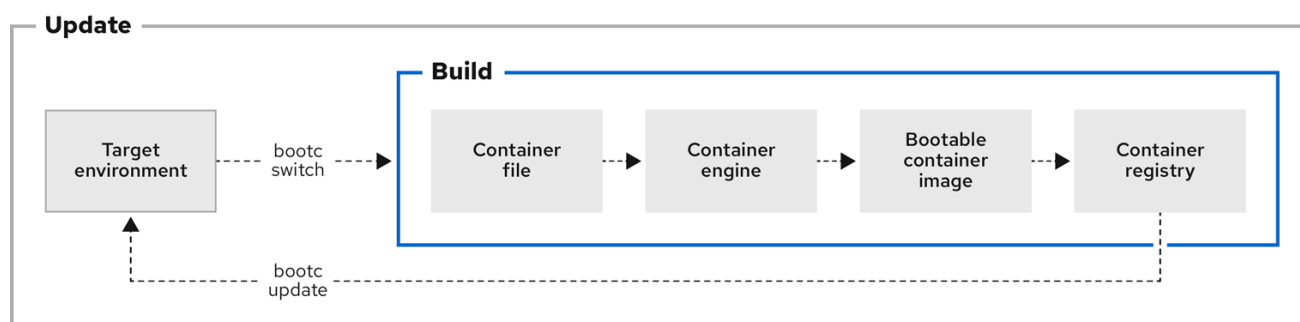 Update
Build
Target
environment
bootc
switch
Container
file
Container
engine
Bootable
container
image
Container
registry
bootc
update